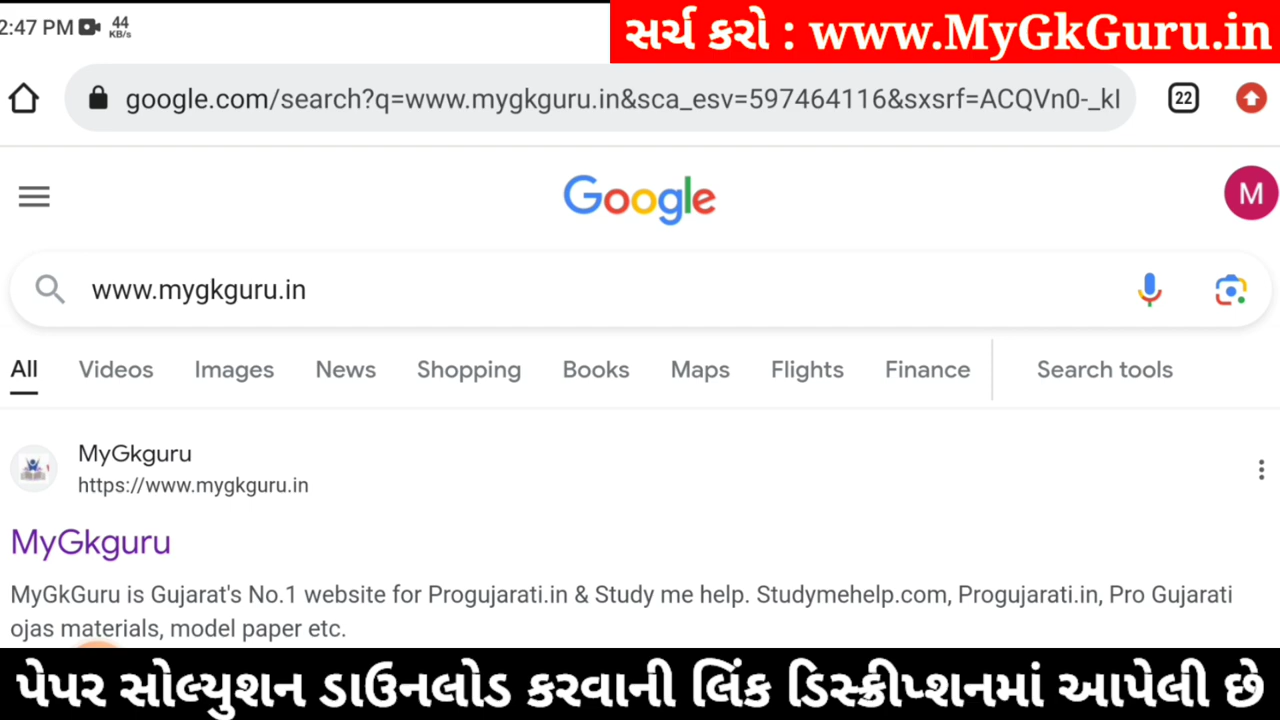 2:47 PM 44 KB/s
સર્ચ કરો : www.MyGkGuru.in
google.com/search?q=www.mygkguru.in&sca_esv=597464116&sxsrf=ACQVn0-_kI
22
Google
M
www.mygkguru.in
All Videos Images News Shopping Books Maps Flights Finance Search tools
MyGkguru
https://www.mygkguru.in
MyGkguru
MyGkGuru is Gujarat's No.1 website for Progujarati.in & Study me help. Studymehelp.com, Progujarati.in, Pro Gujarati
ojas materials, model paper etc.
પેપર સોલ્યુશન ડાઉનલોડ કરવાની લિંક ડિસ્ક્રીપ્શનમાં આપેલી છે